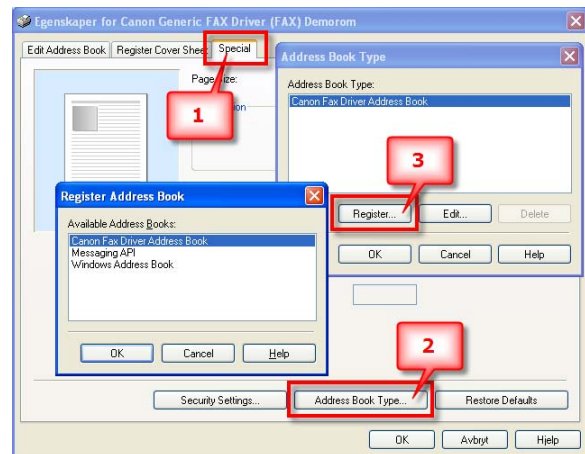 Egenskaper for Canon Generic FAX Driver (FAX) Demorom
Edit Address Book Register Cover Sheet Special
Page Size:
1
Address Book Type
Address Book Type:
Canon Fax Driver Address Book
3
Register... Edit... Delete
OK Cancel Help
Register Address Book
Available Address Books:
Canon Fax Driver Address Book
Messaging API
Windows Address Book
OK Cancel Help
2
Security Settings... Address Book Type... Restore Defaults
OK Avbryt Hjelp